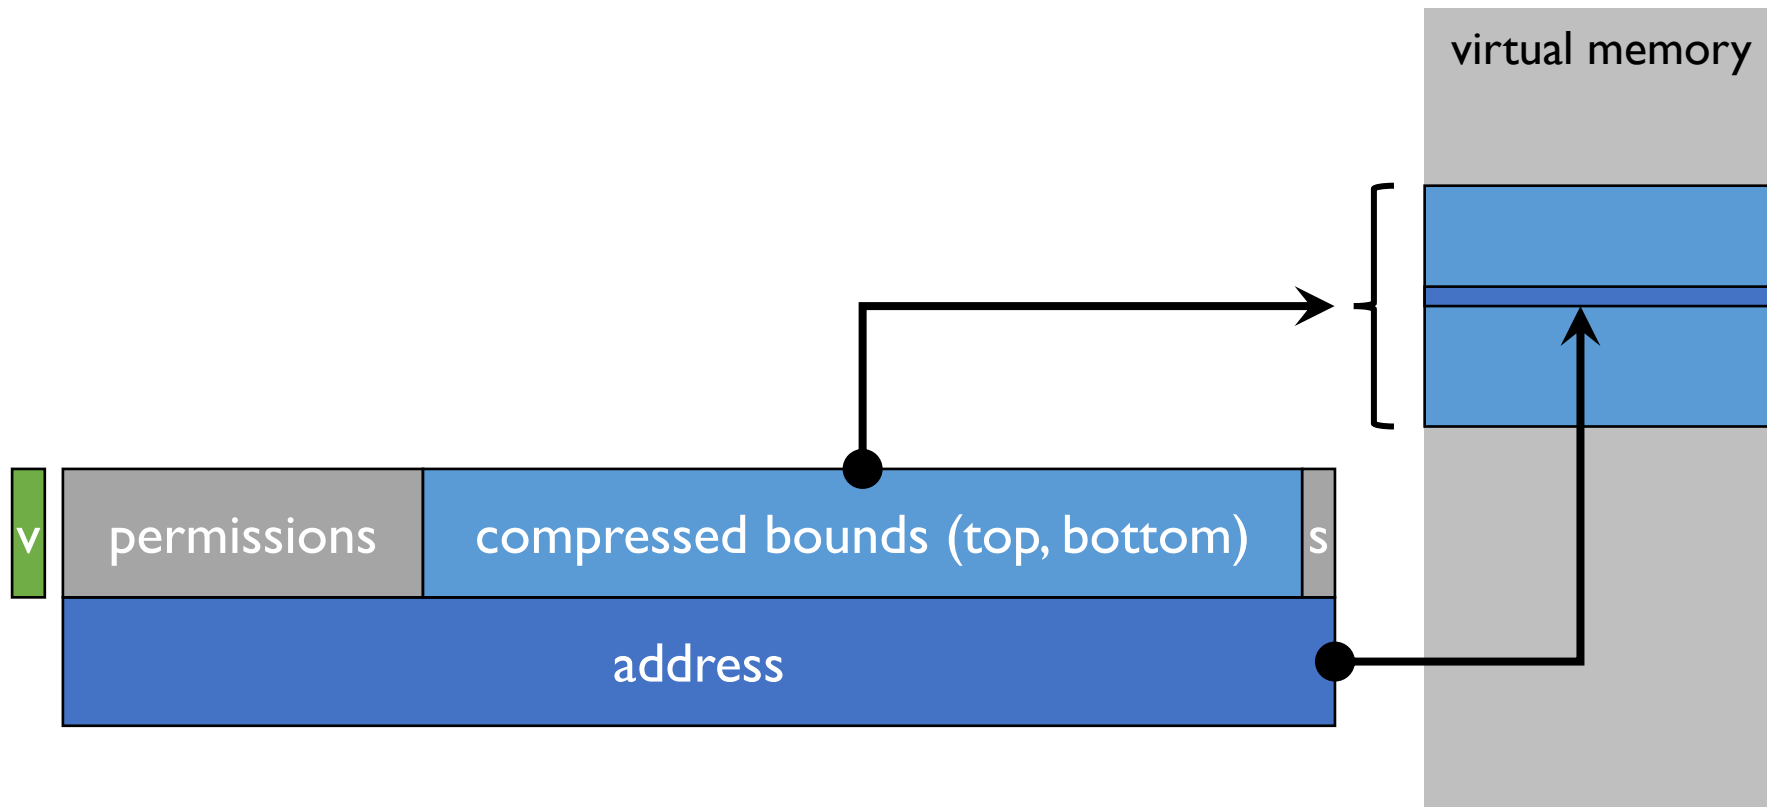 virtual memory
v
permissions
compressed bounds (top, bottom)
s
address